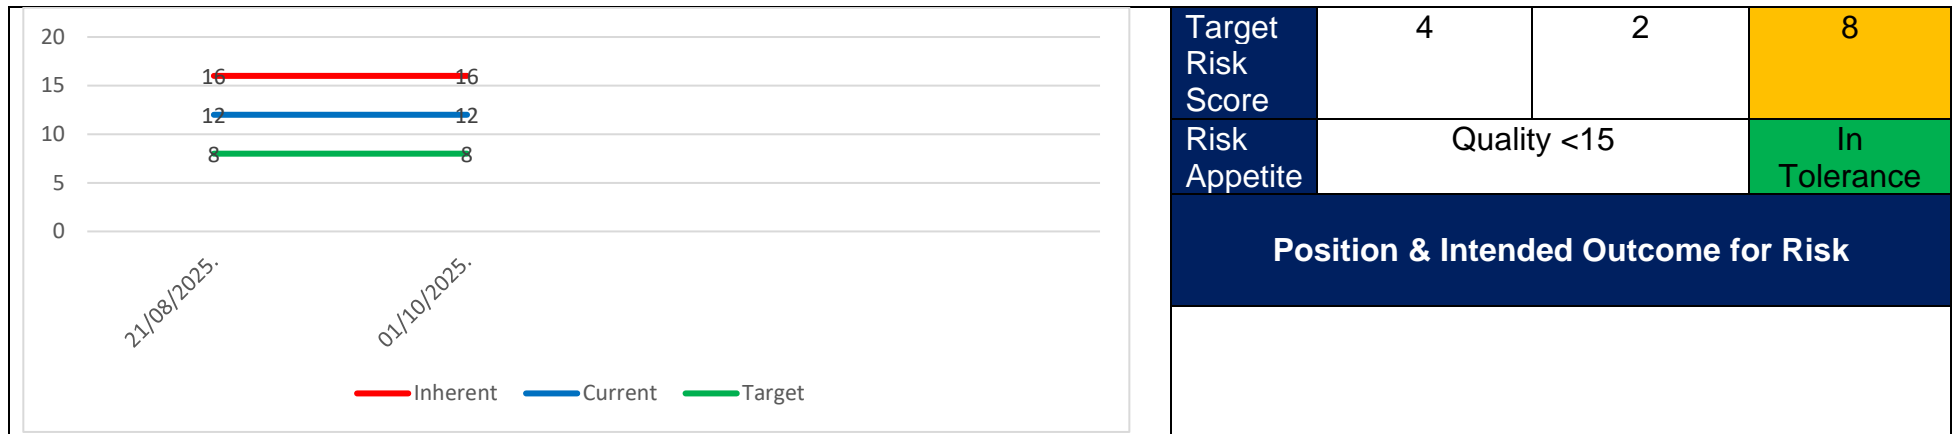 20
15
10
5
0
16 16
12 12
8 8
21/08/2025.
01/10/2025.
Inherent Current Target
Target Risk Score 4 2 8
Risk Appetite Quality <15 In Tolerance
Position & Intended Outcome for Risk